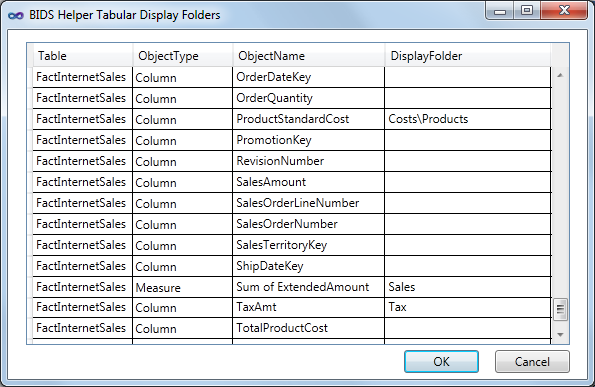 BIDS Helper Tabular Display Folders
Table ObjectType ObjectName DisplayFolder
FactInternetSales Column OrderDateKey
FactInternetSales Column OrderQuantity
FactInternetSales Column ProductStandardCost Costs\Products
FactInternetSales Column PromotionKey
FactInternetSales Column RevisionNumber
FactInternetSales Column SalesAmount
FactInternetSales Column SalesOrderLineNumber
FactInternetSales Column SalesOrderNumber
FactInternetSales Column SalesTerritoryKey
FactInternetSales Column ShipDateKey
FactInternetSales Measure Sum of ExtendedAmount Sales
FactInternetSales Column TaxAmt Tax
FactInternetSales Column TotalProductCost
OK Cancel